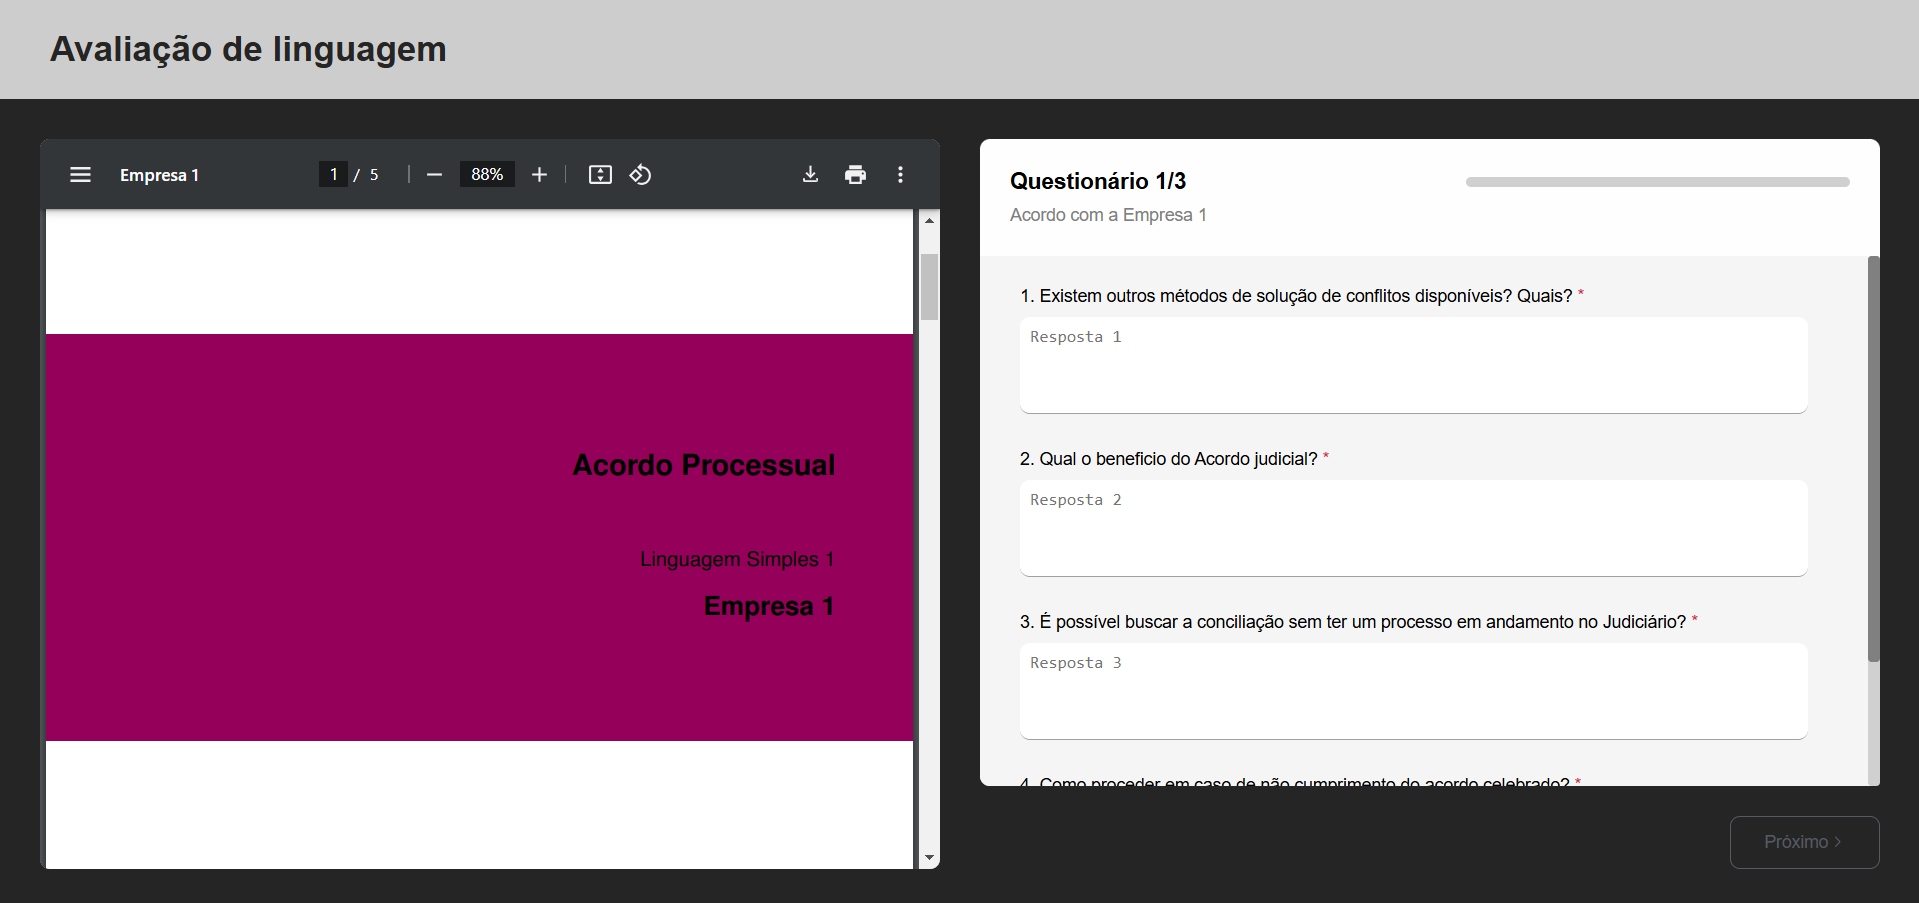 Avaliação de linguagem
Empresa 1
1 / 5
88%
Acordo Processual
Linguagem Simples 1
Empresa 1
Questionário 1/3
Acordo com a Empresa 1
1. Existem outros métodos de solução de conflitos disponíveis? Quais? *
Resposta 1
2. Qual o beneficio do Acordo judicial? *
Resposta 2
3. É possível buscar a conciliação sem ter um processo em andamento no Judiciário? *
Resposta 3
4. Como proceder em caso de não cumprimento do acordo celebrado? *
Próximo >